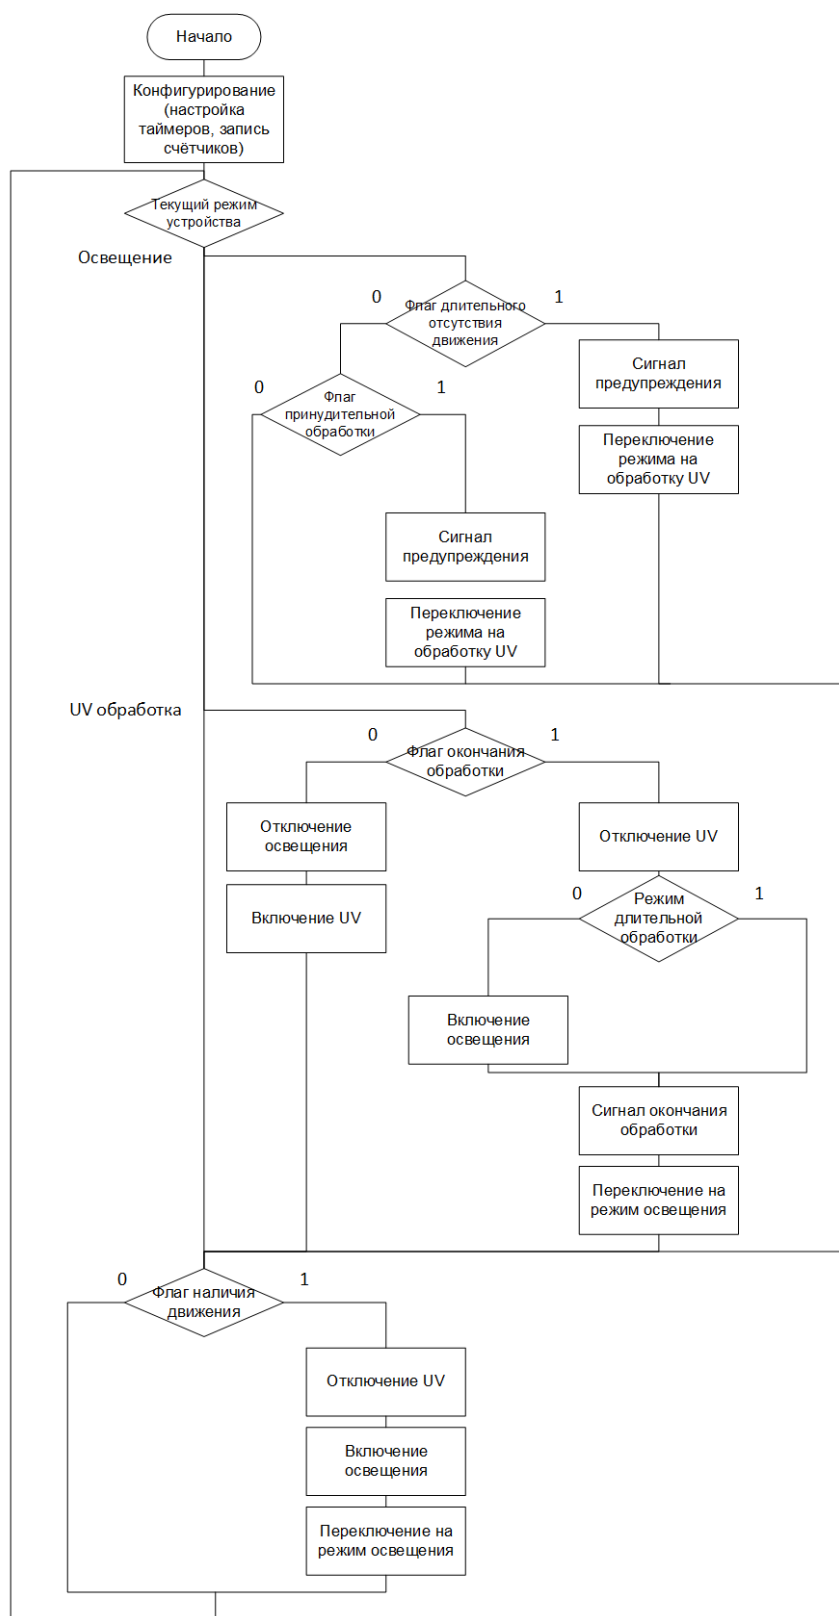 Начало
Конфигурирование
(настройка
таймеров, запись
счётчиков)
Текущий режим
устройства
Освещение
0
Флаг длительного
отсутствия
движения
1
Сигнал
предупреждения
Переключение
режима на
обработку UV
0
Флаг
принудительной
обработки
1
Сигнал
предупреждения
Переключение
режима на
обработку UV
UV обработка
0
Флаг окончания
обработки
1
Отключение
освещения
Включение UV
Отключение UV
0
Режим
длительной
обработки
1
Включение
освещения
Сигнал окончания
обработки
Переключение на
режим освещения
0
Флаг наличия
движения
1
Отключение UV
Включение
освещения
Переключение на
режим освещения